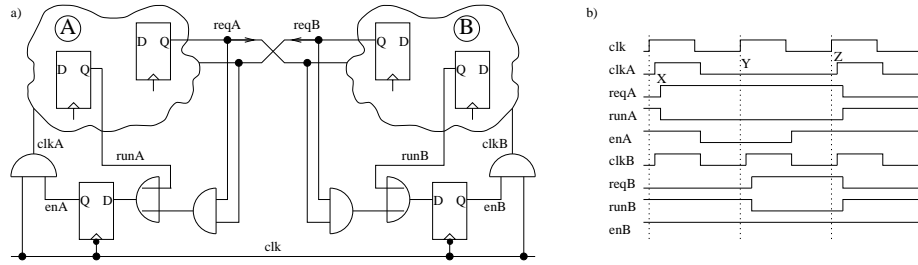 a)
A
reqA
reqB
B
D Q
Q D
D Q
Q D
clkA
runA
runB
clkB
enA
Q D
D Q
enB
clk
b)
clk
clkA
X
Y
Z
reqA
runA
enA
clkB
reqB
runB
enB